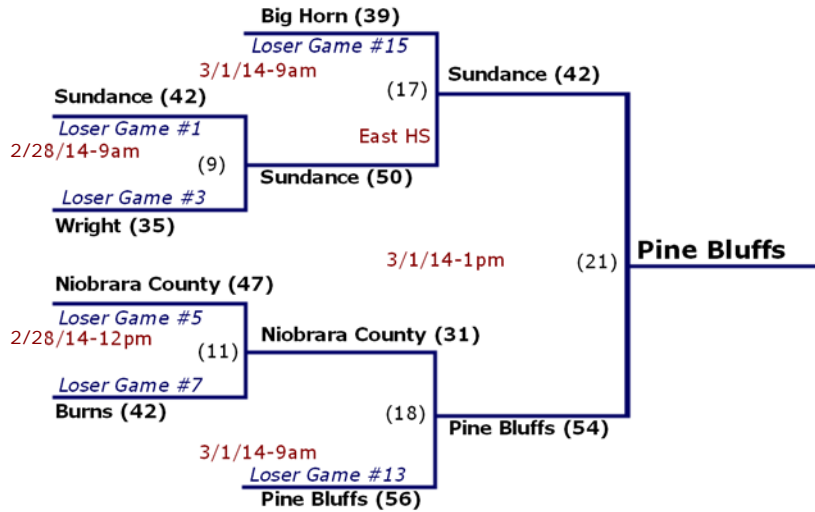 Big Horn (39)
Loser Game #15
3/1/14-9am
Sundance (42)
(17)
Sundance (42)
Loser Game #1
East HS
2/28/14-9am
(9)
Sundance (50)
Loser Game #3
Wright (35)
Pine Bluffs
3/1/14-1pm
(21)
Niobrara County (47)
Loser Game #5
2/28/14-12pm
Niobrara County (31)
(11)
Loser Game #7
Burns (42)
(18)
Pine Bluffs (54)
3/1/14-9am
Loser Game #13
Pine Bluffs (56)